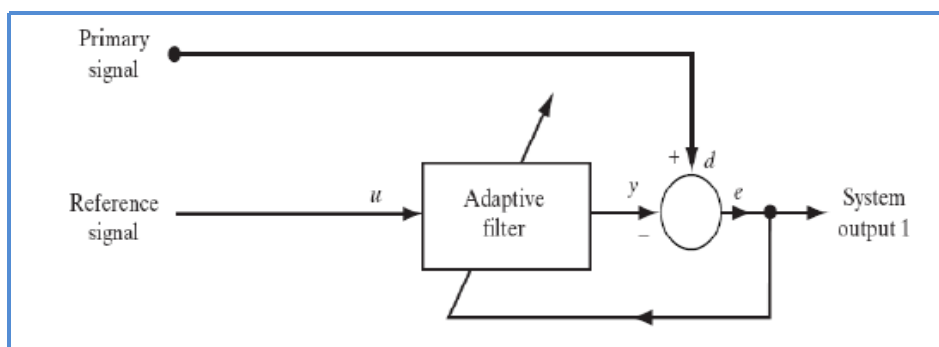 Primary
signal
+
d
Reference
signal
u
Adaptive
filter
y
−
e
System
output 1